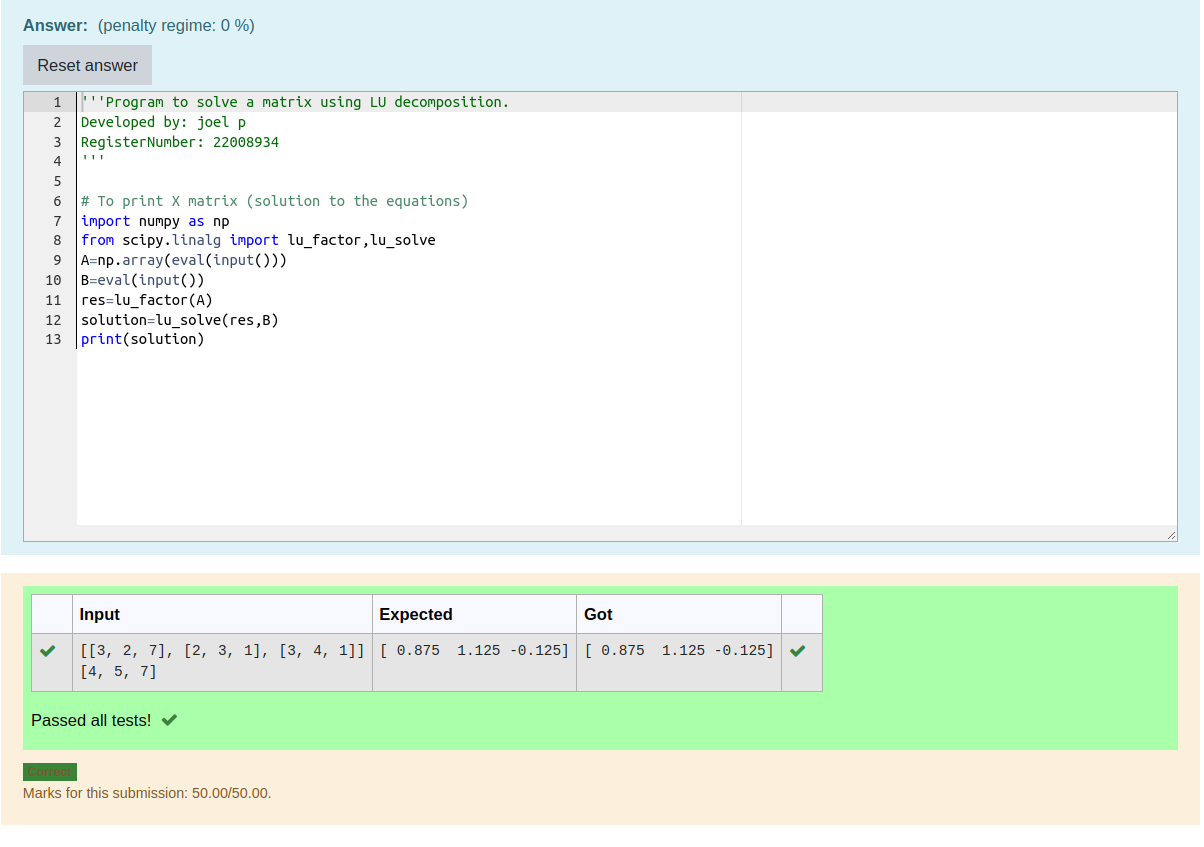 Answer: (penalty regime: 0 %)
Reset answer
1 '''Program to solve a matrix using LU decomposition.
2 Developed by: joel p
3 RegisterNumber: 22008934
4 '''
5
6 # To print X matrix (solution to the equations)
7 import numpy as np
8 from scipy.linalg import lu_factor,lu_solve
9 A=np.array(eval(input()))
10 B=eval(input())
11 res=lu_factor(A)
12 solution=lu_solve(res,B)
13 print(solution)
Input Expected Got
[[3, 2, 7], [2, 3, 1], [3, 4, 1]] [ 0.875  1.125 -0.125] [ 0.875  1.125 -0.125]
[4, 5, 7]
Passed all tests!
Correct
Marks for this submission: 50.00/50.00.